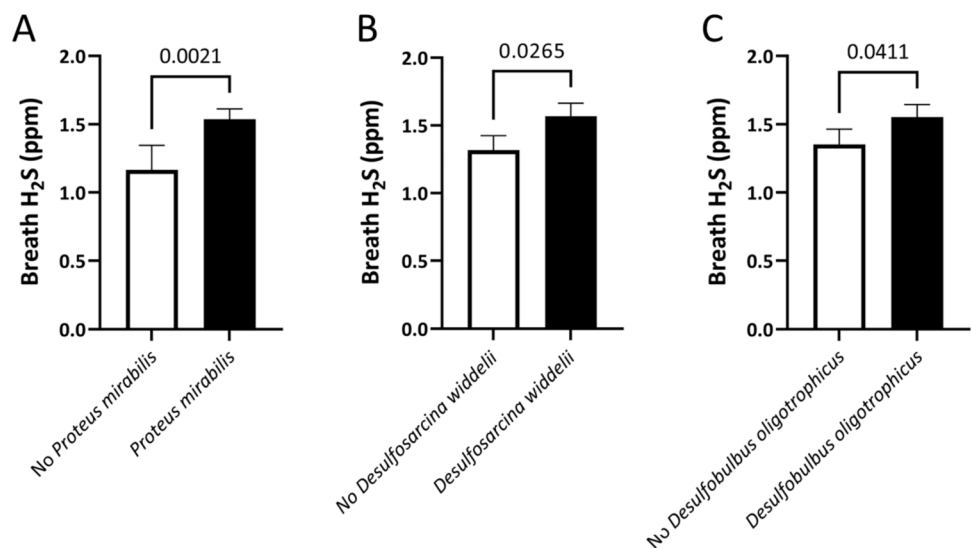 A
0.0021
2.0
1.5
1.0
0.5
0.0
Breath H₂S (ppm)
No Proteus mirabilis
Proteus mirabilis
B
0.0265
2.0
1.5
1.0
0.5
0.0
Breath H₂S (ppm)
No Desulfosarcina widdelii
Desulfosarcina widdelii
C
0.0411
2.0
1.5
1.0
0.5
0.0
Breath H₂S (ppm)
No Desulfobulbus oligotrophicus
Desulfobulbus oligotrophicus